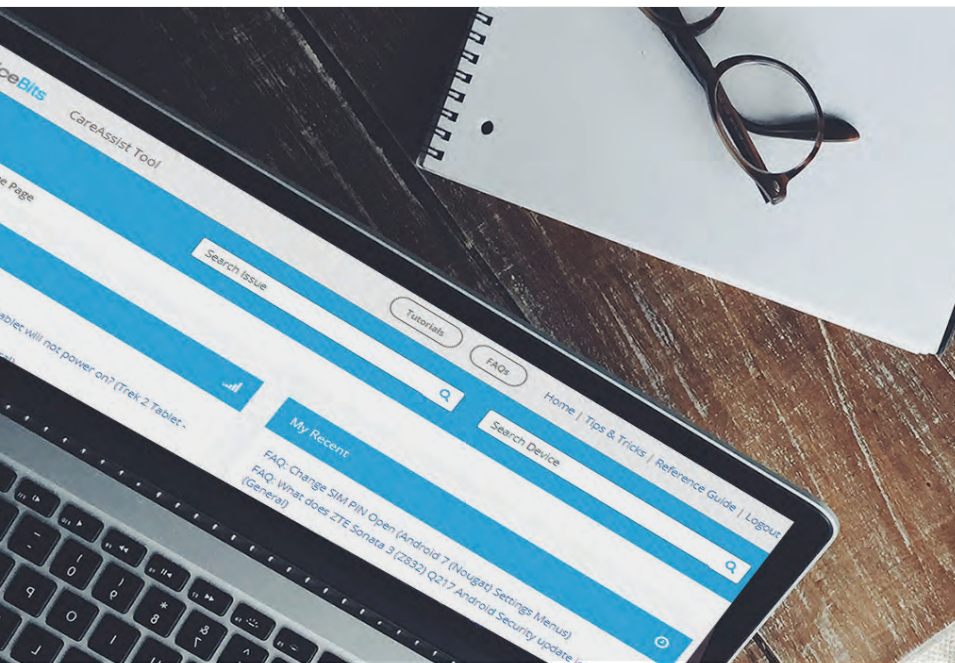 CareAssist Tool
Page
Search Issue
Tutorials
FAQs
Home | Tips & Tricks | Reference Guide | Logout
Search Device
tablet will not power on? (Trek 2 Tablet -
My Recent
FAQ: Change SIM PIN Open (Android 7 (Nougat) Settings Menus)
FAQ: What does ZTE Sonata 3 (Z832) Q217 Android Security update
(General)